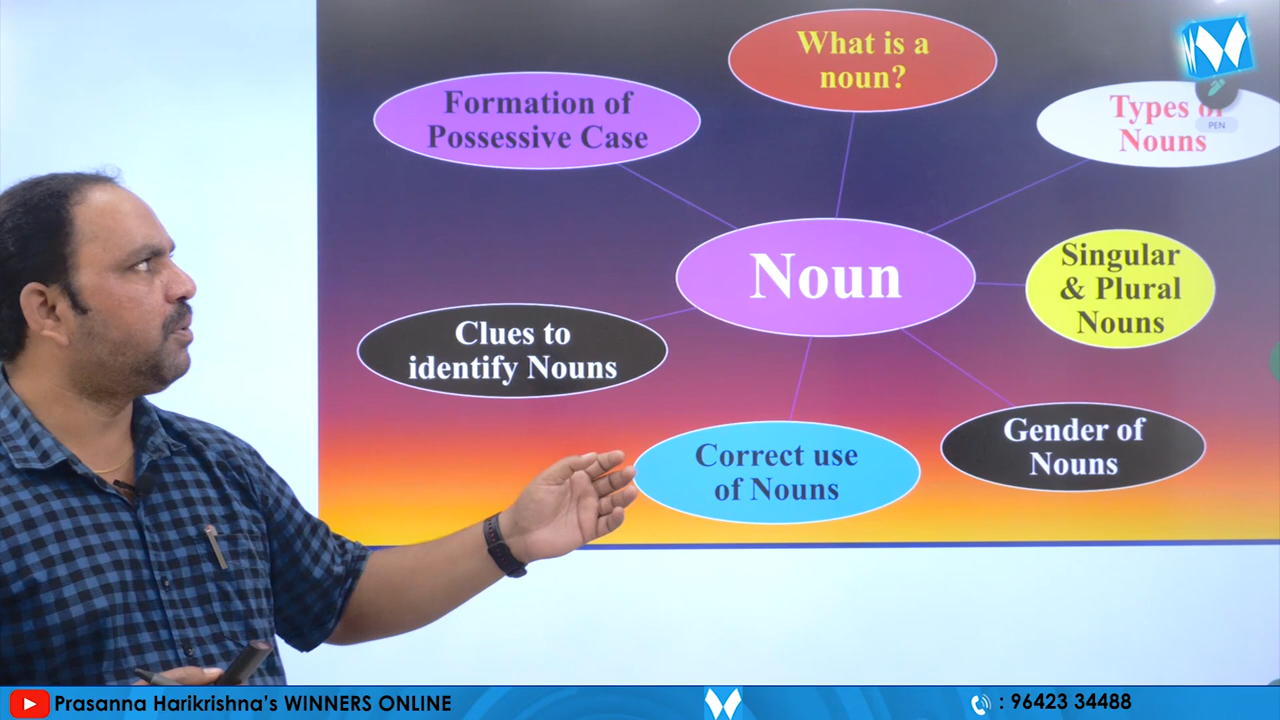 What is a
noun?
Formation of
Possessive Case
Types of
Nouns
PEN
Noun
Singular
& Plural
Nouns
Clues to
identify Nouns
Gender of
Nouns
Correct use
of Nouns
Prasanna Harikrishna's WINNERS ONLINE
: 96423 34488